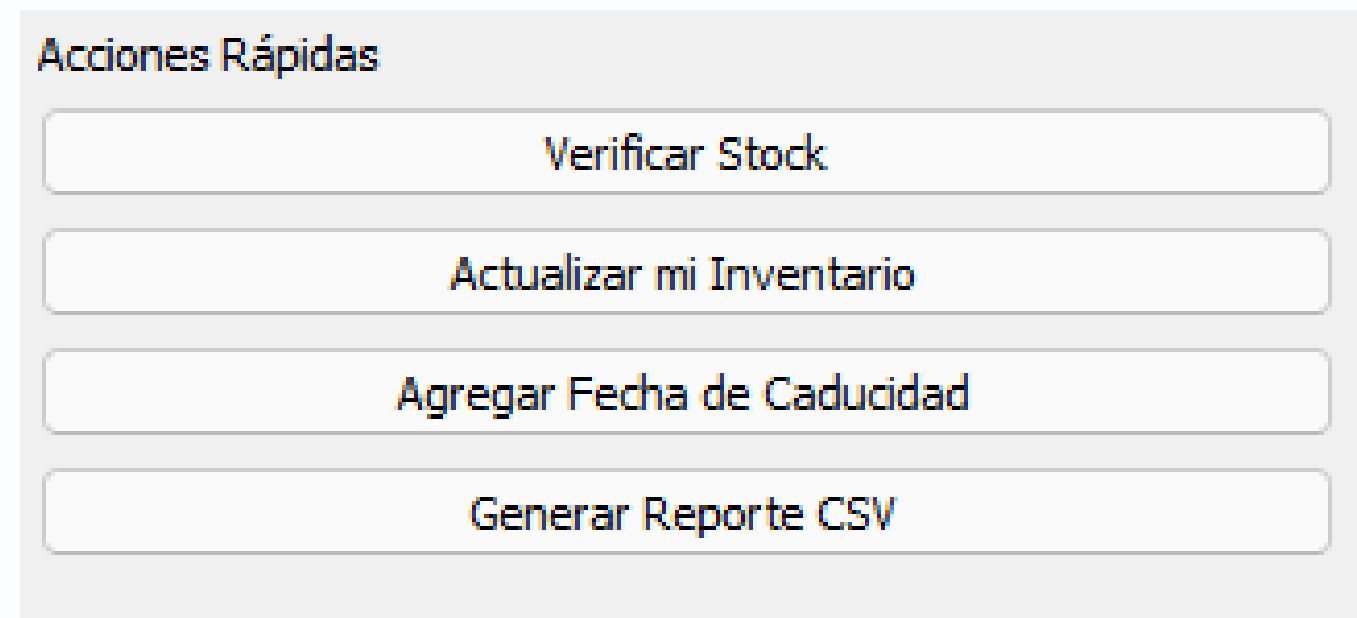 Acciones Rápidas
Verificar Stock
Actualizar mi Inventario
Agregar Fecha de Caducidad
Generar Reporte CSV